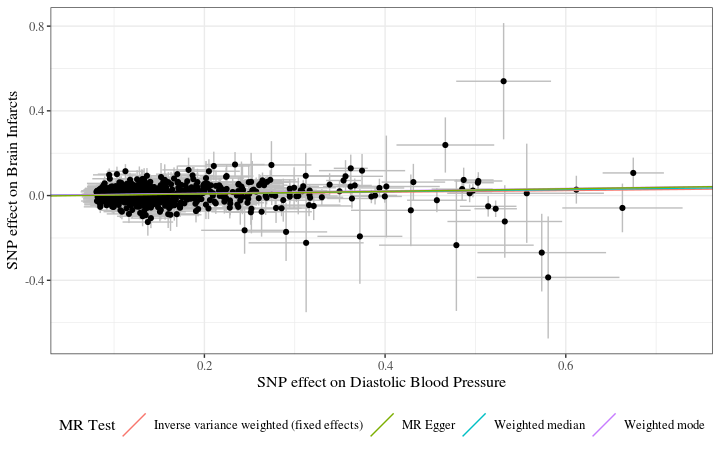 0.8
0.4
0.0
-0.4
SNP effect on Brain Infarcts
0.2
0.4
0.6
SNP effect on Diastolic Blood Pressure
MR Test
Inverse variance weighted (fixed effects)
MR Egger
Weighted median
Weighted mode